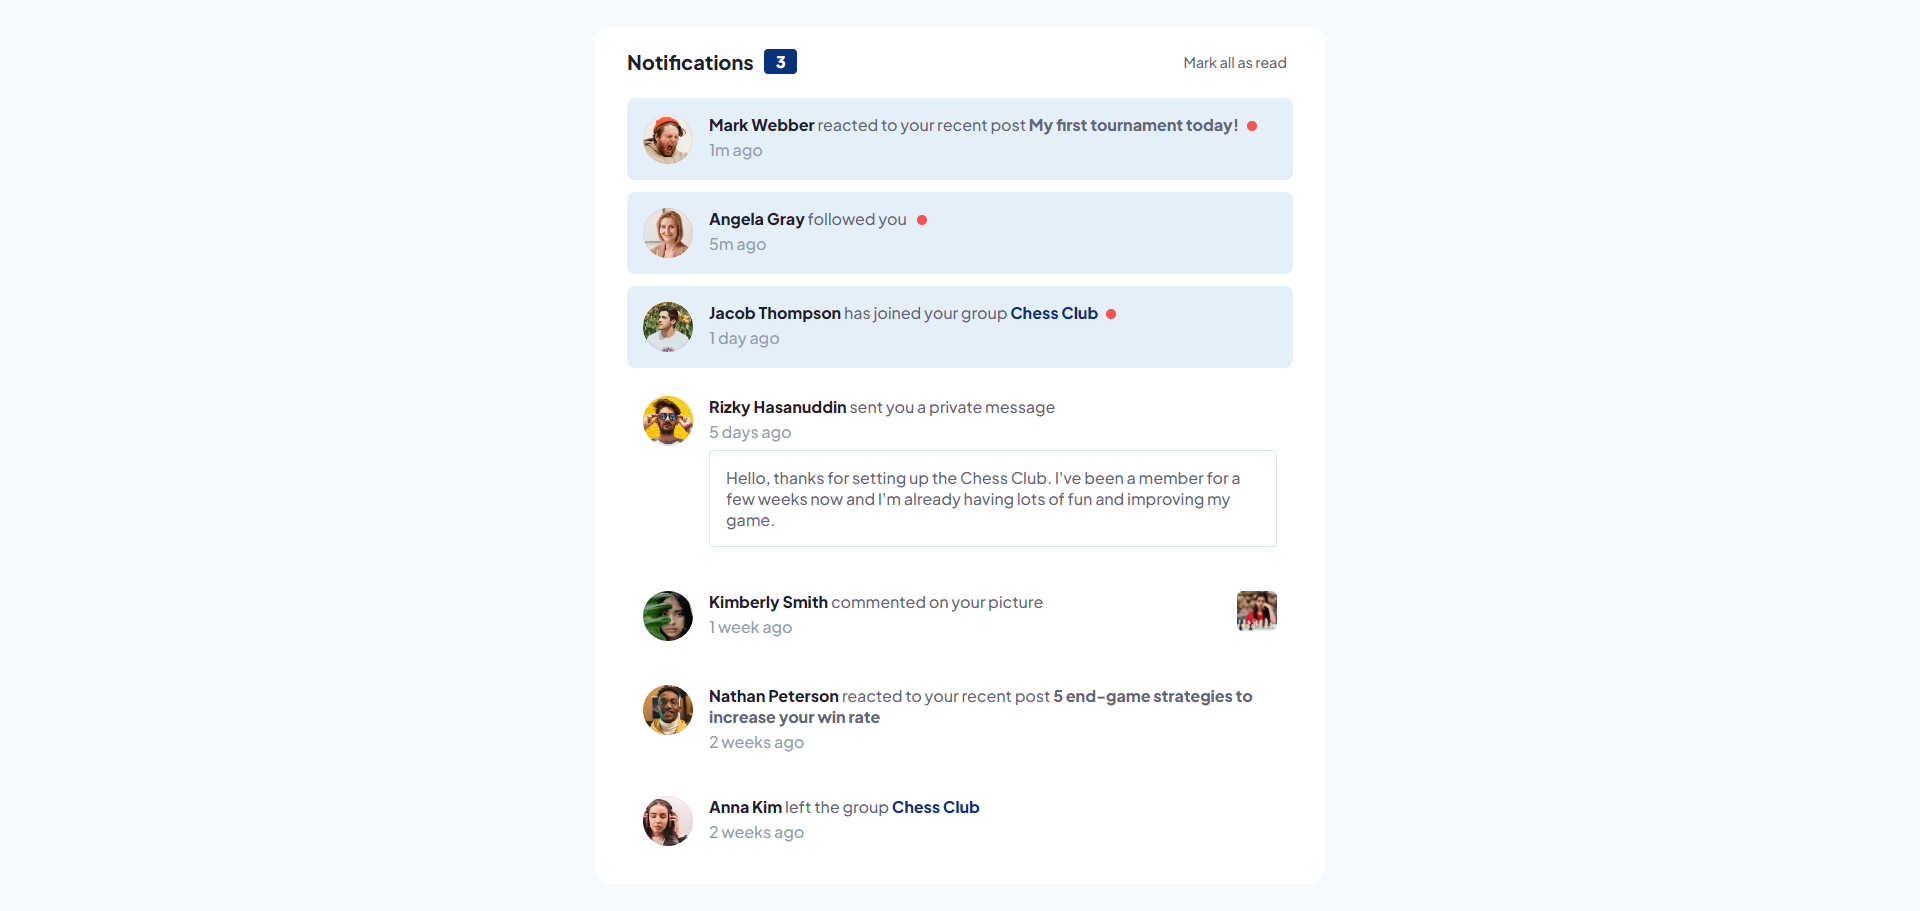 Notifications 3
Mark all as read
Mark Webber reacted to your recent post My first tournament today!
1m ago
Angela Gray followed you
5m ago
Jacob Thompson has joined your group Chess Club
1 day ago
Rizky Hasanuddin sent you a private message
5 days ago
Hello, thanks for setting up the Chess Club. I've been a member for a
few weeks now and I'm already having lots of fun and improving my
game.
Kimberly Smith commented on your picture
1 week ago
Nathan Peterson reacted to your recent post 5 end-game strategies to
increase your win rate
2 weeks ago
Anna Kim left the group Chess Club
2 weeks ago